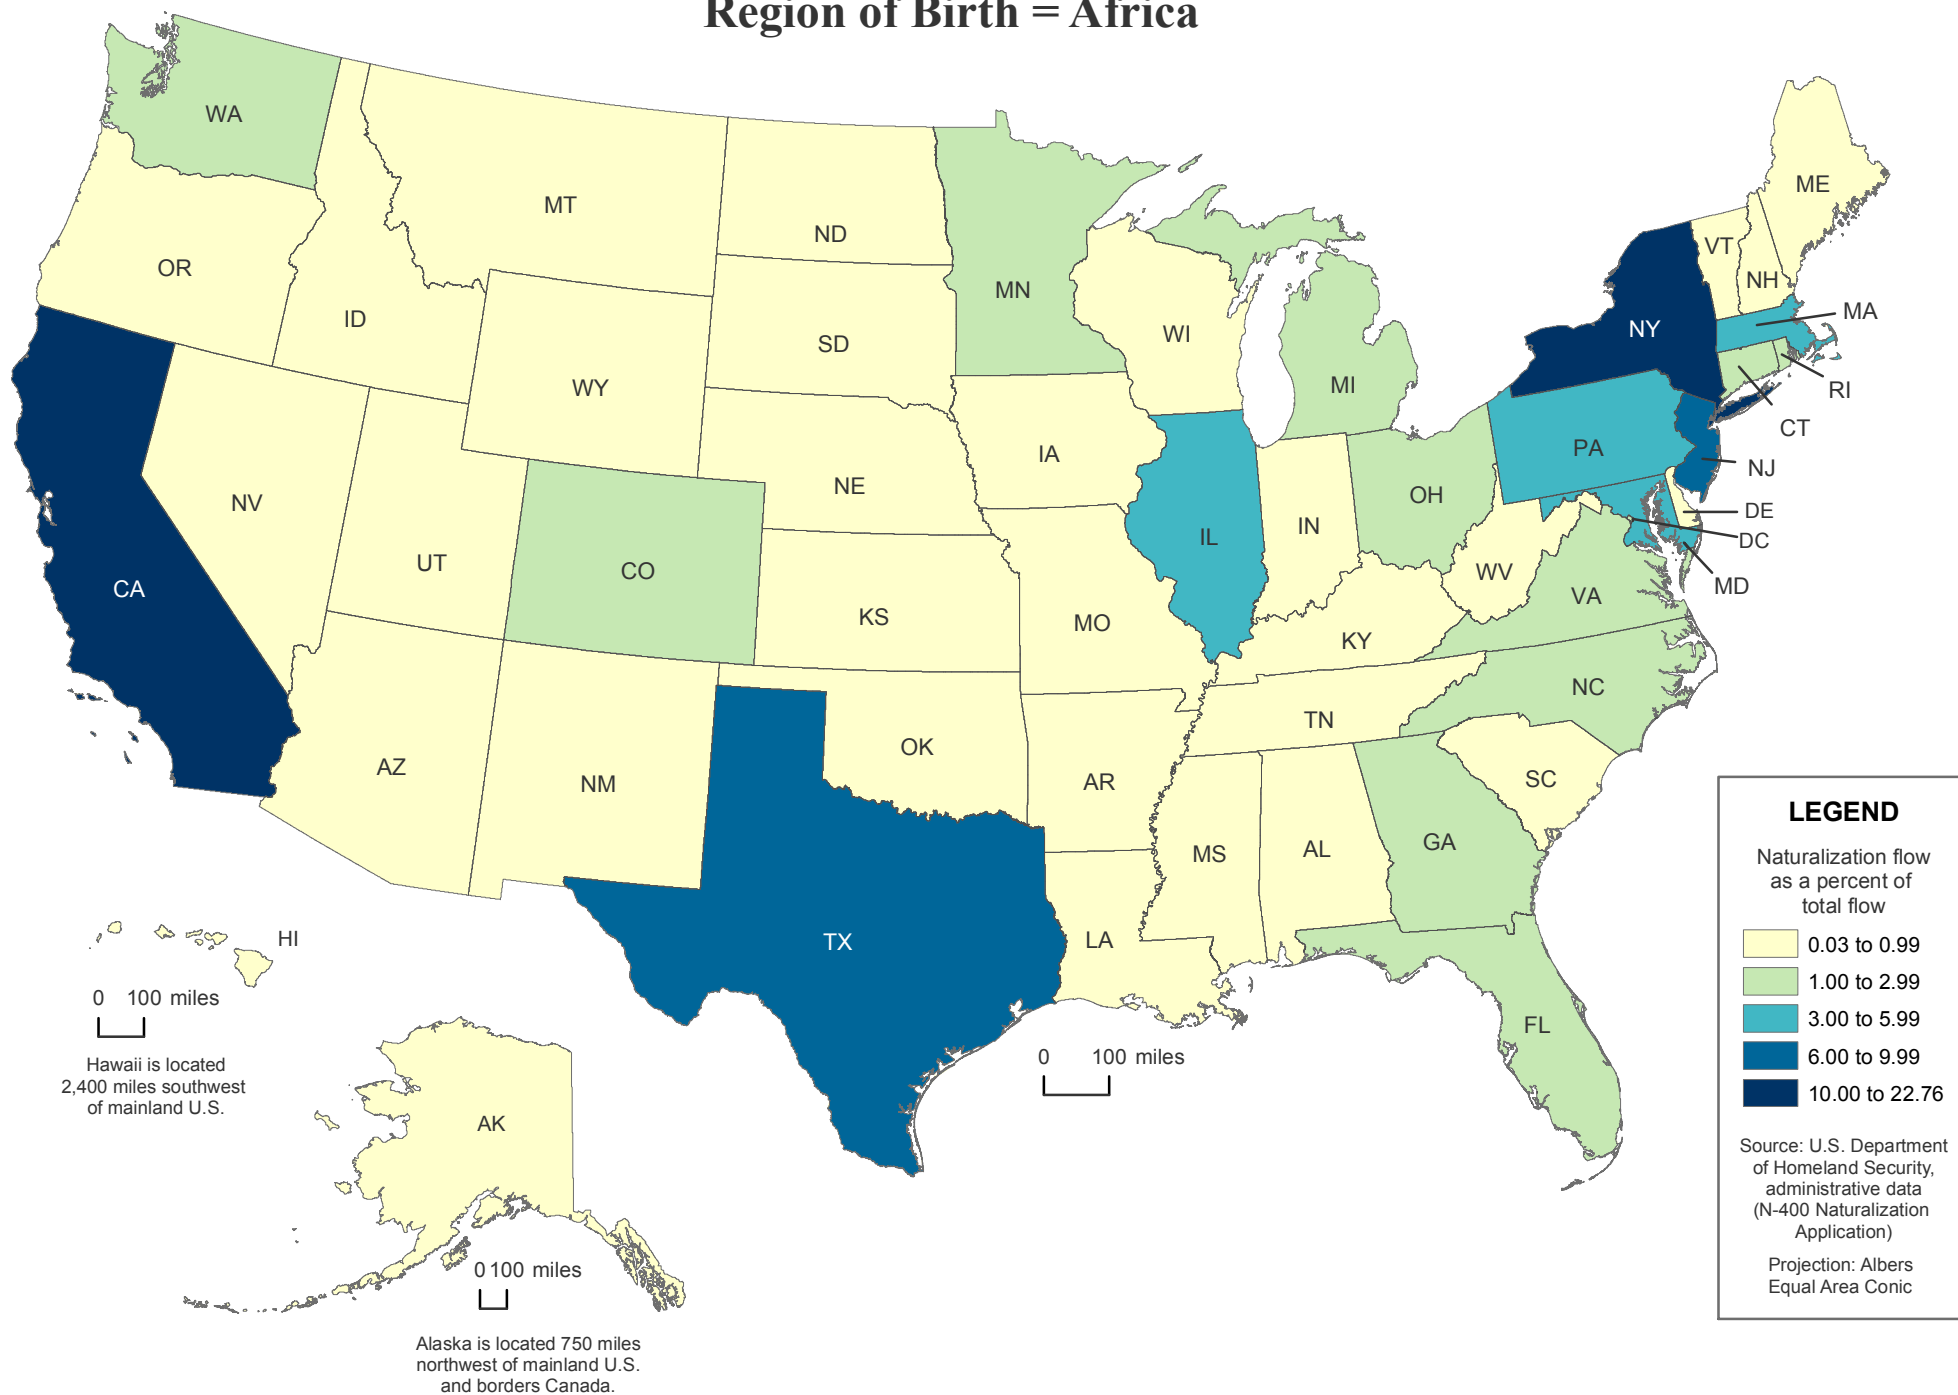 Region of Birth = Africa
WA
MT
ND
OR
ID
MN
WI
SD
WY
MI
ME
VT
NH
NY
MA
RI
CT
PA
NJ
NV
UT
CO
NE
IA
IL
IN
OH
DE
DC
MD
WV
VA
CA
KS
MO
KY
NC
TN
AZ
NM
OK
AR
SC
TX
LA
MS
AL
GA
FL
HI
0 100 miles
Hawaii is located
2,400 miles southwest
of mainland U.S.
AK
0 100 miles
Alaska is located 750 miles
northwest of mainland U.S.
and borders Canada.
0 100 miles
LEGEND
Naturalization flow
as a percent of
total flow
0.03 to 0.99
1.00 to 2.99
3.00 to 5.99
6.00 to 9.99
10.00 to 22.76
Source: U.S. Department
of Homeland Security,
administrative data
(N-400 Naturalization
Application)
Projection: Albers
Equal Area Conic